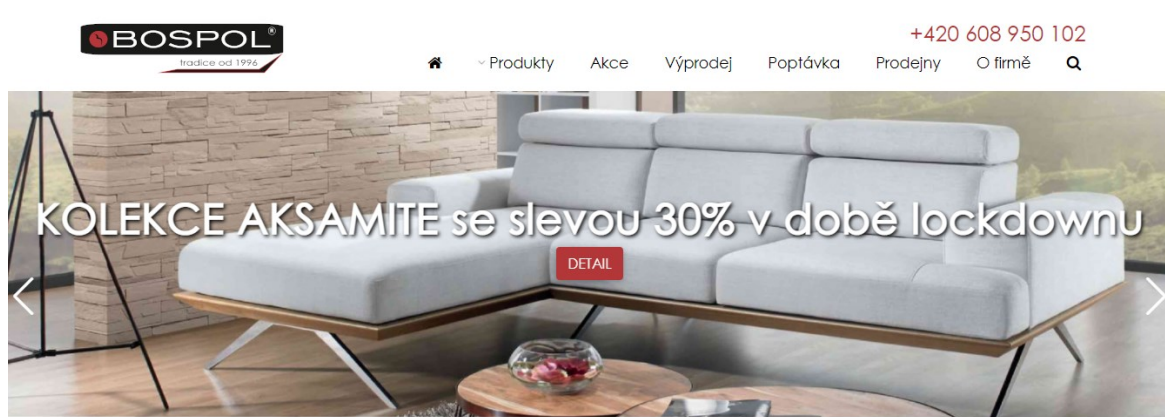 BOSPOL®
tradice od 1996
+420 608 950 102
Produkty Akce Výprodej Poptávka Prodejny O firmě
KOLEKCE AKSAMITE se slevou 30% v době lockdownu
DETAIL